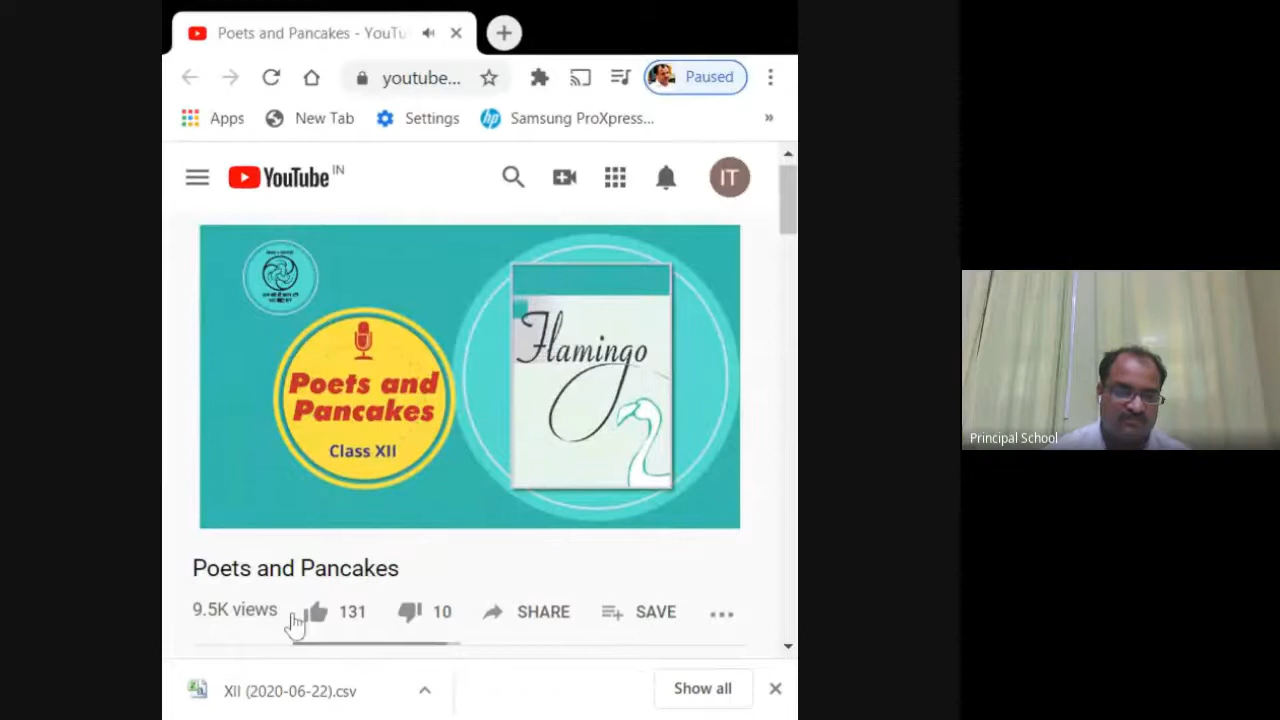 Poets and Pancakes - YouTu
youtube...
Paused
Apps
New Tab
Settings
hp
Samsung ProXpress...
»
YouTube IN
IT
Poets and
Pancakes
Class XII
Flamingo
Poets and Pancakes
9.5K views
131
10
SHARE
SAVE
XII (2020-06-22).csv
Show all
Principal School